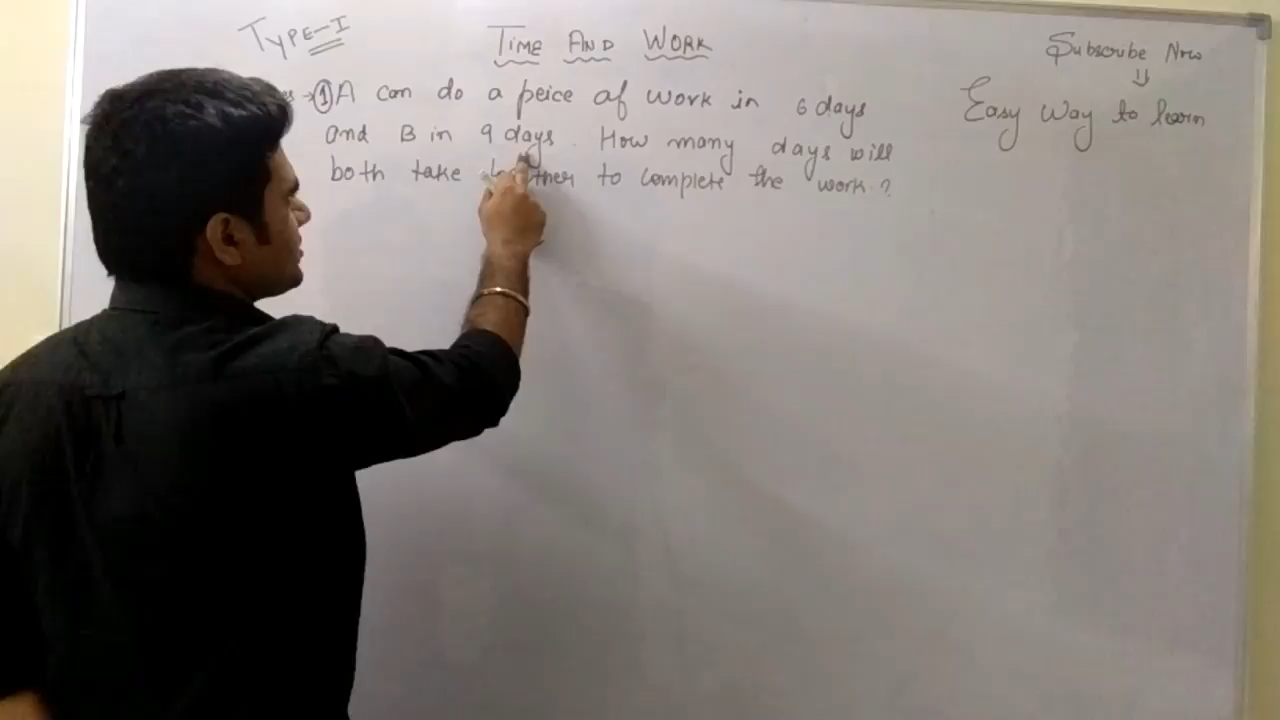 TYPE-I
TIME AND WORK
Subscribe Now
Easy Way to learn
→ (1) A can do a peice of work in 6 days
and B in 9 days. How many days will
both take to complete the work?